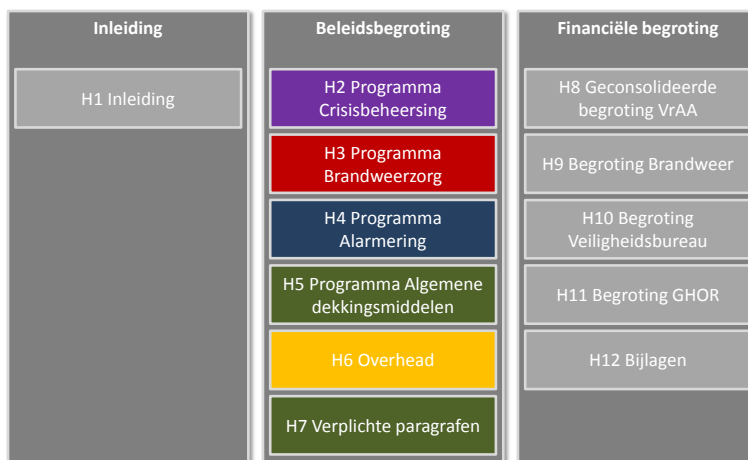 Inleiding
H1 Inleiding
Beleidsbegroting
H2 Programma
Crisisbeheersing
H3 Programma
Brandweerzorg
H4 Programma
Alarmering
H5 Programma Algemene
dekkingsmiddelen
H6 Overhead
H7 Verplichte paragrafen
Financiële begroting
H8 Geconsolideerde
begroting VrAA
H9 Begroting Brandweer
H10 Begroting
Veiligheidsbureau
H11 Begroting GHOR
H12 Bijlagen